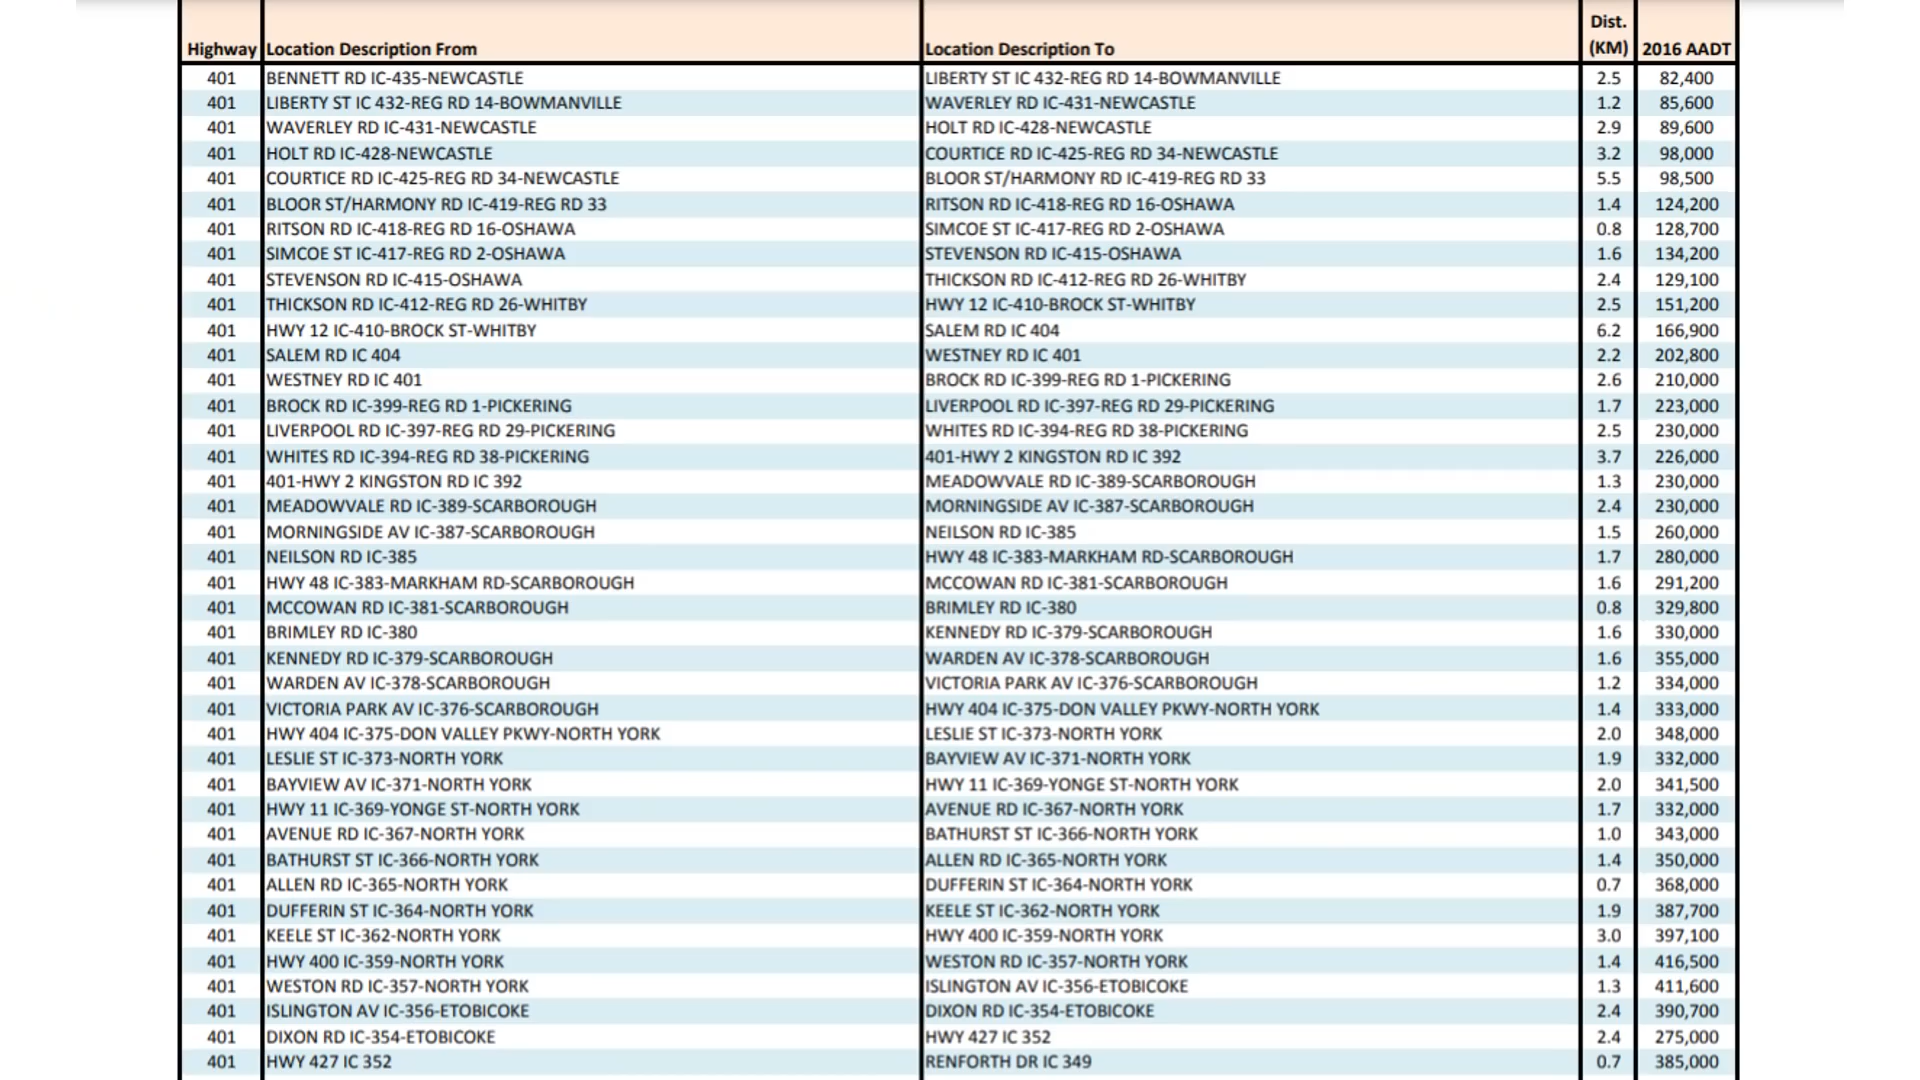 Highway Location Description From Location Description To Dist. (KM) 2016 AADT
401 BENNETT RD IC-435-NEWCASTLE LIBERTY ST IC 432-REG RD 14-BOWMANVILLE 2.5 82,400
401 LIBERTY ST IC 432-REG RD 14-BOWMANVILLE WAVERLEY RD IC-431-NEWCASTLE 1.2 85,600
401 WAVERLEY RD IC-431-NEWCASTLE HOLT RD IC-428-NEWCASTLE 2.9 89,600
401 HOLT RD IC-428-NEWCASTLE COURTICE RD IC-425-REG RD 34-NEWCASTLE 3.2 98,000
401 COURTICE RD IC-425-REG RD 34-NEWCASTLE BLOOR ST/HARMONY RD IC-419-REG RD 33 5.5 98,500
401 BLOOR ST/HARMONY RD IC-419-REG RD 33 RITSON RD IC-418-REG RD 16-OSHAWA 1.4 124,200
401 RITSON RD IC-418-REG RD 16-OSHAWA SIMCOE ST IC-417-REG RD 2-OSHAWA 0.8 128,700
401 SIMCOE ST IC-417-REG RD 2-OSHAWA STEVENSON RD IC-415-OSHAWA 1.6 134,200
401 STEVENSON RD IC-415-OSHAWA THICKSON RD IC-412-REG RD 26-WHITBY 2.4 129,100
401 THICKSON RD IC-412-REG RD 26-WHITBY HWY 12 IC-410-BROCK ST-WHITBY 2.5 151,200
401 HWY 12 IC-410-BROCK ST-WHITBY SALEM RD IC 404 6.2 166,900
401 SALEM RD IC 404 WESTNEY RD IC 401 2.2 202,800
401 WESTNEY RD IC 401 BROCK RD IC-399-REG RD 1-PICKERING 2.6 210,000
401 BROCK RD IC-399-REG RD 1-PICKERING LIVERPOOL RD IC-397-REG RD 29-PICKERING 1.7 223,000
401 LIVERPOOL RD IC-397-REG RD 29-PICKERING WHITES RD IC-394-REG RD 38-PICKERING 2.5 230,000
401 WHITES RD IC-394-REG RD 38-PICKERING 401-HWY 2 KINGSTON RD IC 392 3.7 226,000
401 401-HWY 2 KINGSTON RD IC 392 MEADOWVALE RD IC-389-SCARBOROUGH 1.3 230,000
401 MEADOWVALE RD IC-389-SCARBOROUGH MORNINGSIDE AV IC-387-SCARBOROUGH 2.4 230,000
401 MORNINGSIDE AV IC-387-SCARBOROUGH NEILSON RD IC-385 1.5 260,000
401 NEILSON RD IC-385 HWY 48 IC-383-MARKHAM RD-SCARBOROUGH 1.7 280,000
401 HWY 48 IC-383-MARKHAM RD-SCARBOROUGH MCCOWAN RD IC-381-SCARBOROUGH 1.6 291,200
401 MCCOWAN RD IC-381-SCARBOROUGH BRIMLEY RD IC-380 0.8 329,800
401 BRIMLEY RD IC-380 KENNEDY RD IC-379-SCARBOROUGH 1.6 330,000
401 KENNEDY RD IC-379-SCARBOROUGH WARDEN AV IC-378-SCARBOROUGH 1.6 355,000
401 WARDEN AV IC-378-SCARBOROUGH VICTORIA PARK AV IC-376-SCARBOROUGH 1.2 334,000
401 VICTORIA PARK AV IC-376-SCARBOROUGH HWY 404 IC-375-DON VALLEY PKWY-NORTH YORK 1.4 333,000
401 HWY 404 IC-375-DON VALLEY PKWY-NORTH YORK LESLIE ST IC-373-NORTH YORK 2.0 348,000
401 LESLIE ST IC-373-NORTH YORK BAYVIEW AV IC-371-NORTH YORK 1.9 332,000
401 BAYVIEW AV IC-371-NORTH YORK HWY 11 IC-369-YONGE ST-NORTH YORK 2.0 341,500
401 HWY 11 IC-369-YONGE ST-NORTH YORK AVENUE RD IC-367-NORTH YORK 1.7 332,000
401 AVENUE RD IC-367-NORTH YORK BATHURST ST IC-366-NORTH YORK 1.0 343,000
401 BATHURST ST IC-366-NORTH YORK ALLEN RD IC-365-NORTH YORK 1.4 350,000
401 ALLEN RD IC-365-NORTH YORK DUFFERIN ST IC-364-NORTH YORK 0.7 368,000
401 DUFFERIN ST IC-364-NORTH YORK KEELE ST IC-362-NORTH YORK 1.9 387,700
401 KEELE ST IC-362-NORTH YORK HWY 400 IC-359-NORTH YORK 3.0 397,100
401 HWY 400 IC-359-NORTH YORK WESTON RD IC-357-NORTH YORK 1.4 416,500
401 WESTON RD IC-357-NORTH YORK ISLINGTON AV IC-356-ETOBICOKE 1.3 411,600
401 ISLINGTON AV IC-356-ETOBICOKE DIXON RD IC-354-ETOBICOKE 2.4 390,700
401 DIXON RD IC-354-ETOBICOKE HWY 427 IC 352 2.4 275,000
401 HWY 427 IC 352 RENFORTH DR IC 349 0.7 385,000